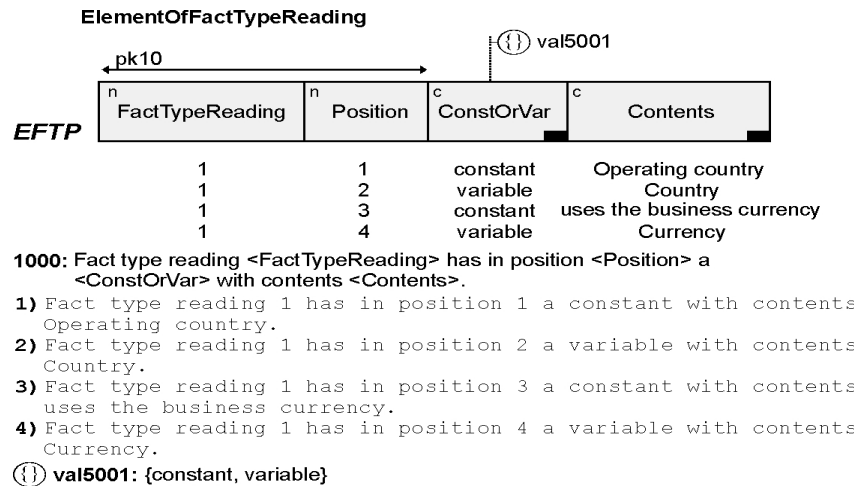 ElementOfFactTypeReading
({}) val5001
pk10
n FactTypeReading n Position c ConstOrVar c Contents
EFTP
1 1 constant Operating country
1 2 variable Country
1 3 constant uses the business currency
1 4 variable Currency
1000: Fact type reading <FactTypeReading> has in position <Position> a
<ConstOrVar> with contents <Contents>.
1) Fact type reading 1 has in position 1 a constant with contents
Operating country.
2) Fact type reading 1 has in position 2 a variable with contents
Country.
3) Fact type reading 1 has in position 3 a constant with contents
uses the business currency.
4) Fact type reading 1 has in position 4 a variable with contents
Currency.
({}) val5001: {constant, variable}